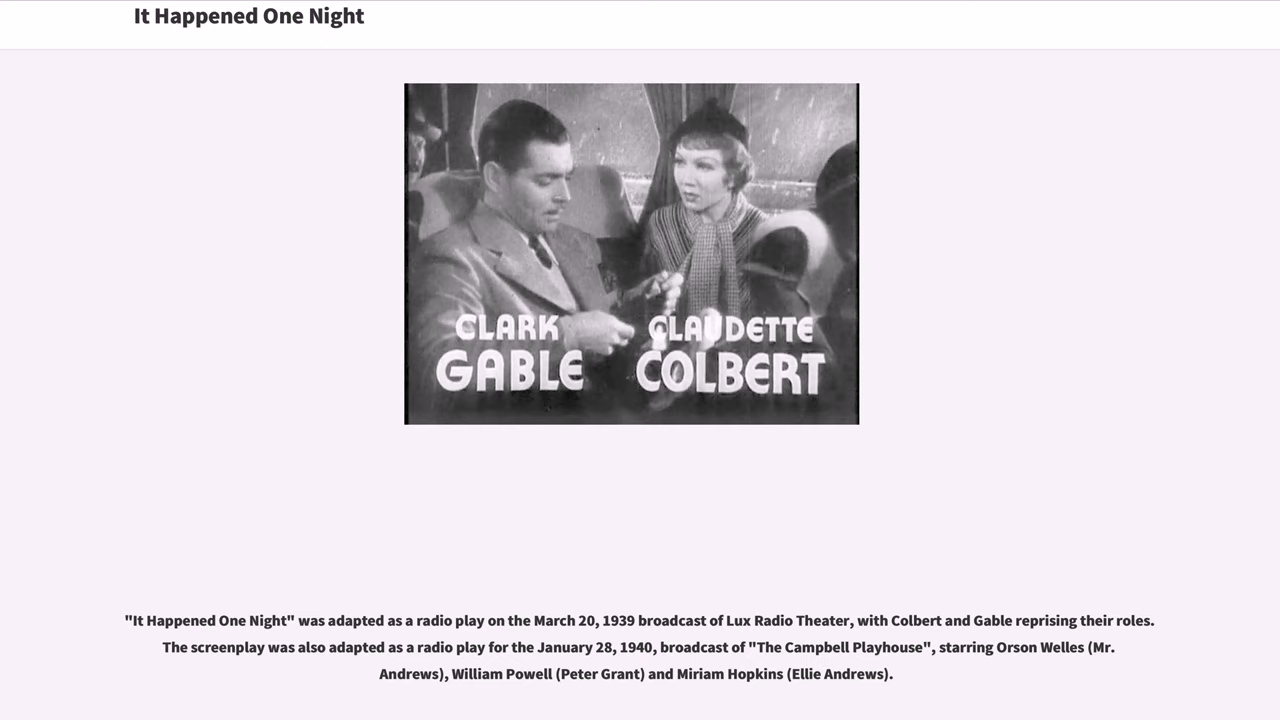 It Happened One Night
CLARK CLAUDETTE
GABLE COLBERT
"It Happened One Night" was adapted as a radio play on the March 20, 1939 broadcast of Lux Radio Theater, with Colbert and Gable reprising their roles.
The screenplay was also adapted as a radio play for the January 28, 1940, broadcast of "The Campbell Playhouse", starring Orson Welles (Mr.
Andrews), William Powell (Peter Grant) and Miriam Hopkins (Ellie Andrews).